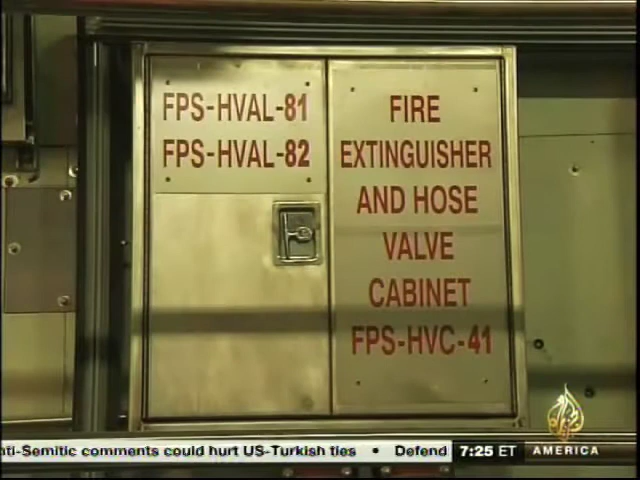 FPS-HVAL-81
FPS-HVAL-82
FIRE
EXTINGUISHER
AND HOSE
VALVE
CABINET
FPS-HVC-41
nti-Semitic comments could hurt US-Turkish ties • Defend
7:25 ET
AMERICA